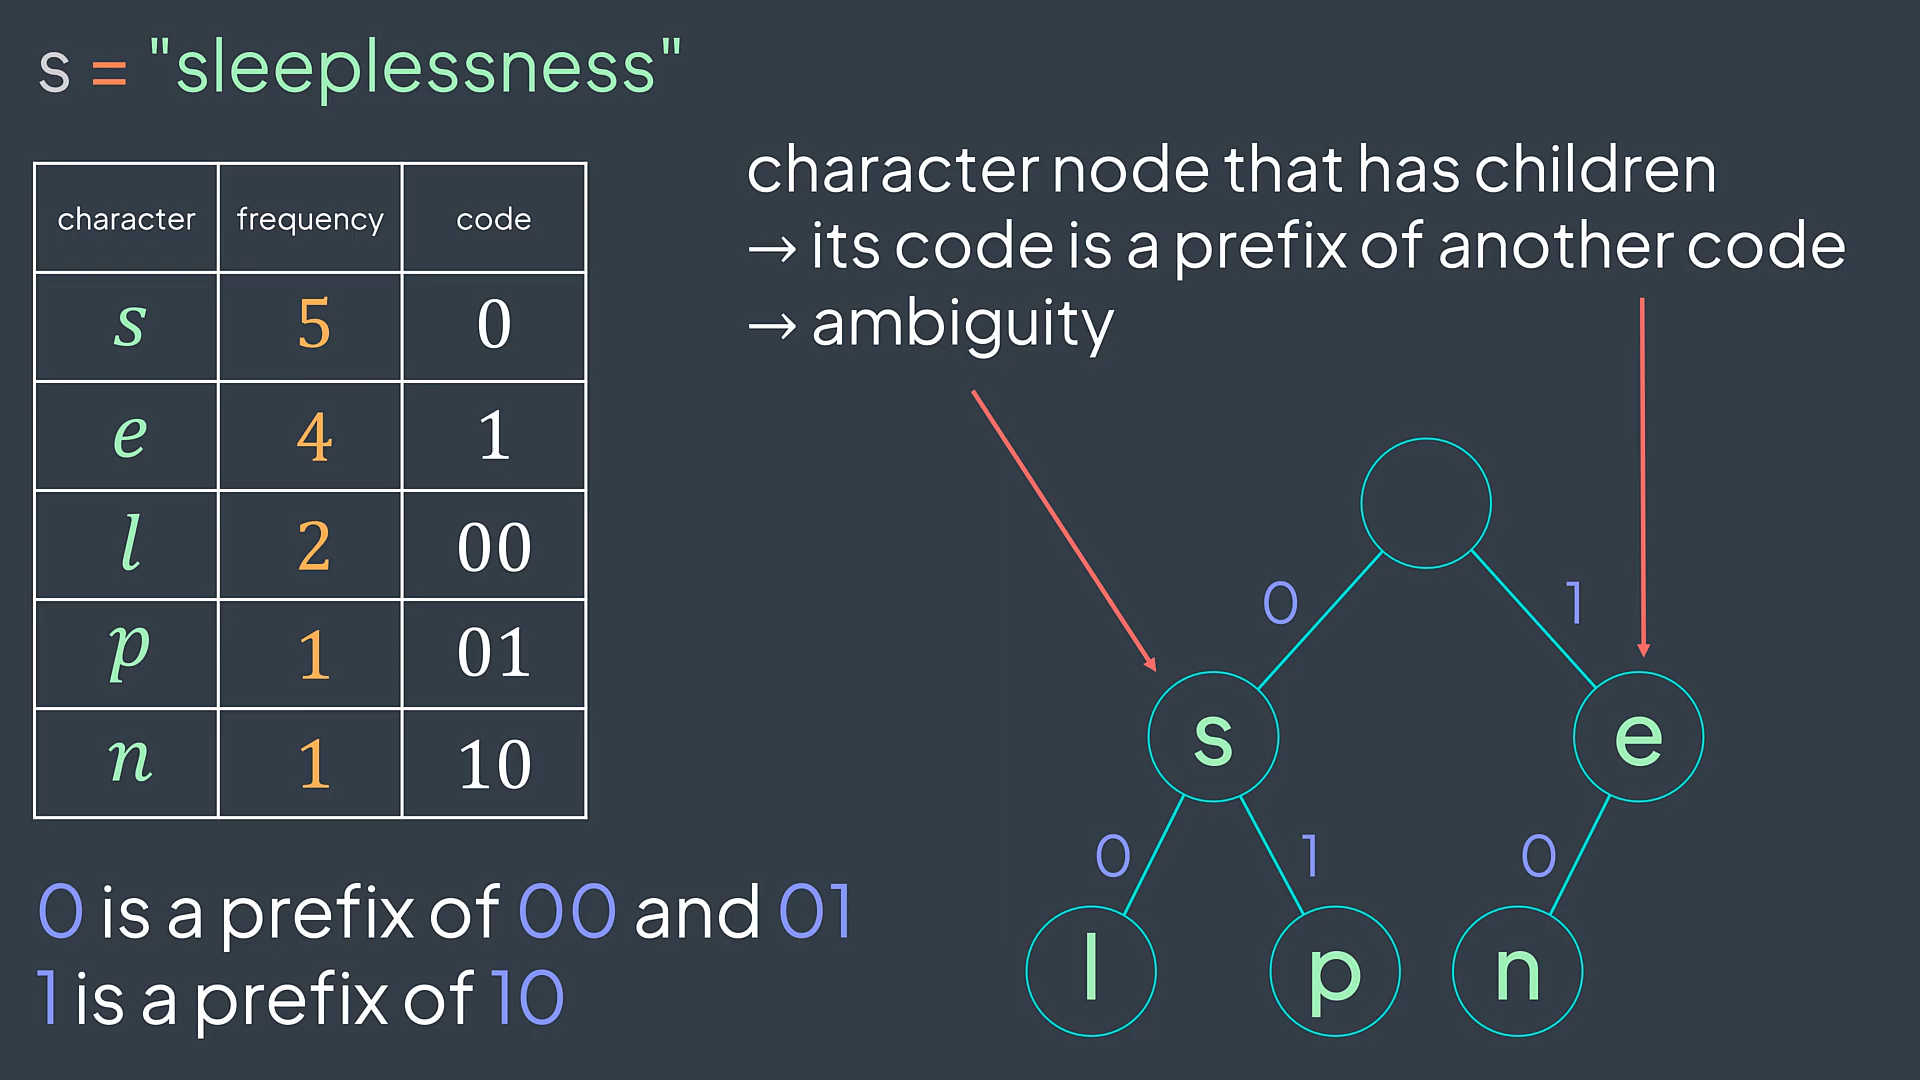 s = "sleeplessness"
character node that has children
→ its code is a prefix of another code
→ ambiguity
character frequency code
s 5 0
e 4 1
l 2 00
p 1 01
n 1 10
0 1
s e
0 1 0
l p n
0 is a prefix of 00 and 01
1 is a prefix of 10